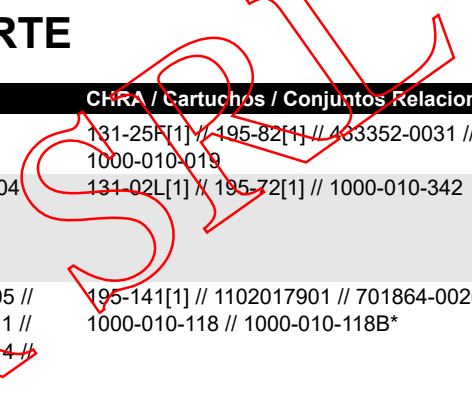 RTE
CHRA / Cartuchos / Conjuntos Relacion
131-25F[1] // 195-82[1] // 433352-0031 //
1000-010-019
04 131-02L[1] // 195-72[1] // 1000-010-342
05 // 195-141[1] // 1102017901 // 701864-002
1 // 1000-010-118 // 1000-010-118B*
4 //
SRL